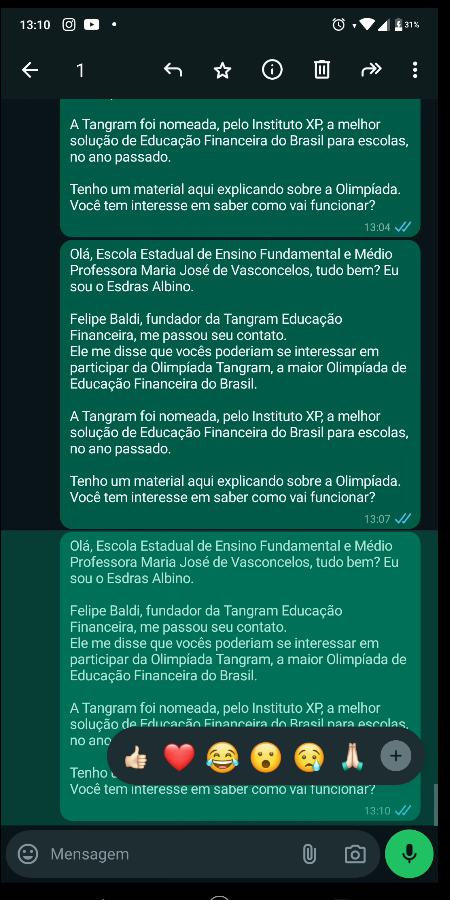 13:10
31%
1
A Tangram foi nomeada, pelo Instituto XP, a melhor
solução de Educação Financeira do Brasil para escolas,
no ano passado.
Tenho um material aqui explicando sobre a Olimpíada.
Você tem interesse em saber como vai funcionar?
13:04
Olá, Escola Estadual de Ensino Fundamental e Médio
Professora Maria José de Vasconcelos, tudo bem? Eu
sou o Esdras Albino.
Felipe Baldi, fundador da Tangram Educação
Financeira, me passou seu contato.
Ele me disse que vocês poderiam se interessar em
participar da Olimpíada Tangram, a maior Olimpíada de
Educação Financeira do Brasil.
A Tangram foi nomeada, pelo Instituto XP, a melhor
solução de Educação Financeira do Brasil para escolas,
no ano passado.
Tenho um material aqui explicando sobre a Olimpíada.
Você tem interesse em saber como vai funcionar?
13:07
Olá, Escola Estadual de Ensino Fundamental e Médio
Professora Maria José de Vasconcelos, tudo bem? Eu
sou o Esdras Albino.
Felipe Baldi, fundador da Tangram Educação
Financeira, me passou seu contato.
Ele me disse que vocês poderiam se interessar em
participar da Olimpíada Tangram, a maior Olimpíada de
Educação Financeira do Brasil.
A Tangram foi nomeada, pelo Instituto XP, a melhor
solução de Educação Financeira do Brasil para escolas,
no ano
Tenho
Você tem interesse em saber como vai funcionar?
13:10
Mensagem